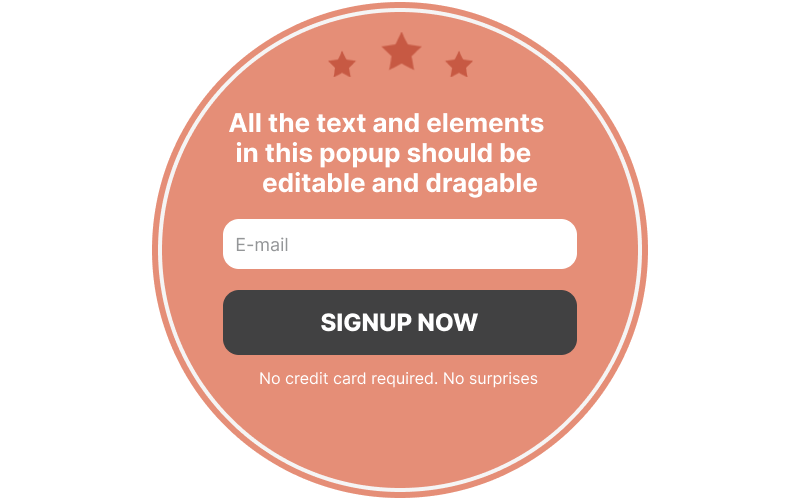 All the text and elements
in this popup should be
editable and dragable
E-mail
SIGNUP NOW
No credit card required. No surprises